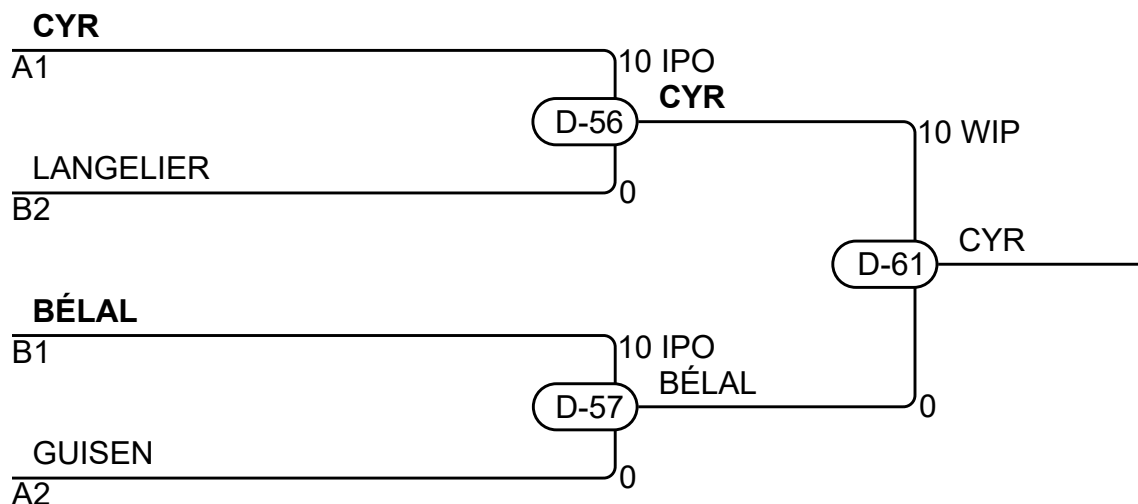 CYR
A1
10 IPO
CYR
D-56
10 WIP
LANGELIER
B2
0
CYR
D-61
BÉLAL
B1
10 IPO
BÉLAL
D-57
0
GUISEN
A2
0